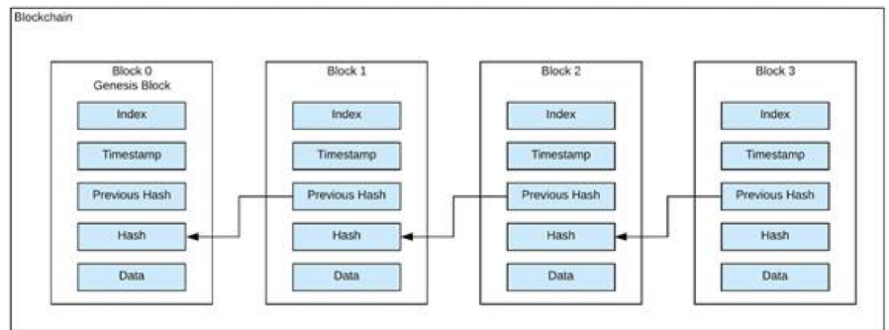 Blockchain
Block 0
Genesis Block
Index
Timestamp
Previous Hash
Hash
Data
Block 1
Index
Timestamp
Previous Hash
Hash
Data
Block 2
Index
Timestamp
Previous Hash
Hash
Data
Block 3
Index
Timestamp
Previous Hash
Hash
Data